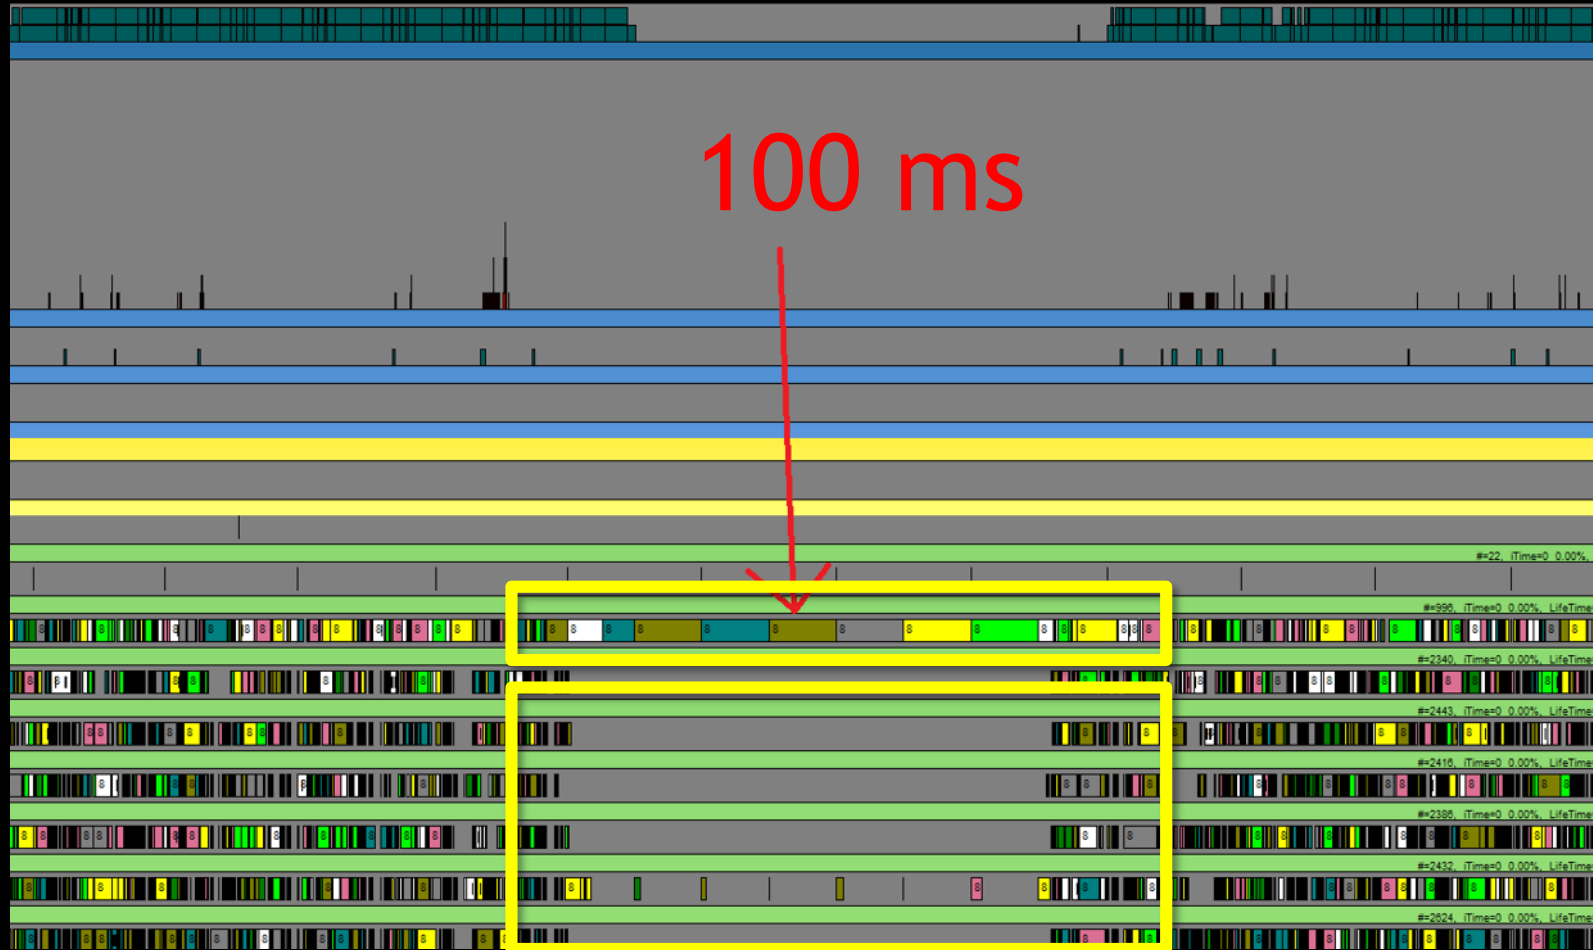 100 ms
#=22, iTime=0 0.00%,
#=996, iTime=0 0.00%, LifeTime
#=2340, iTime=0 0.00%, LifeTime
#=2443, iTime=0 0.00%, LifeTime
#=2416, iTime=0 0.00%, LifeTime
#=2386, iTime=0 0.00%, LifeTime
#=2432, iTime=0 0.00%, LifeTime
#=2624, iTime=0 0.00%, LifeTime